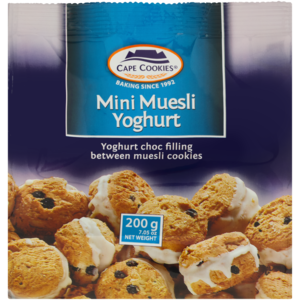 CAPE COOKIES®
BAKING SINCE 1992
Mini Muesli
Yoghurt
Yoghurt choc filling
between muesli cookies
200 g
7.05 oz
NET WEIGHT